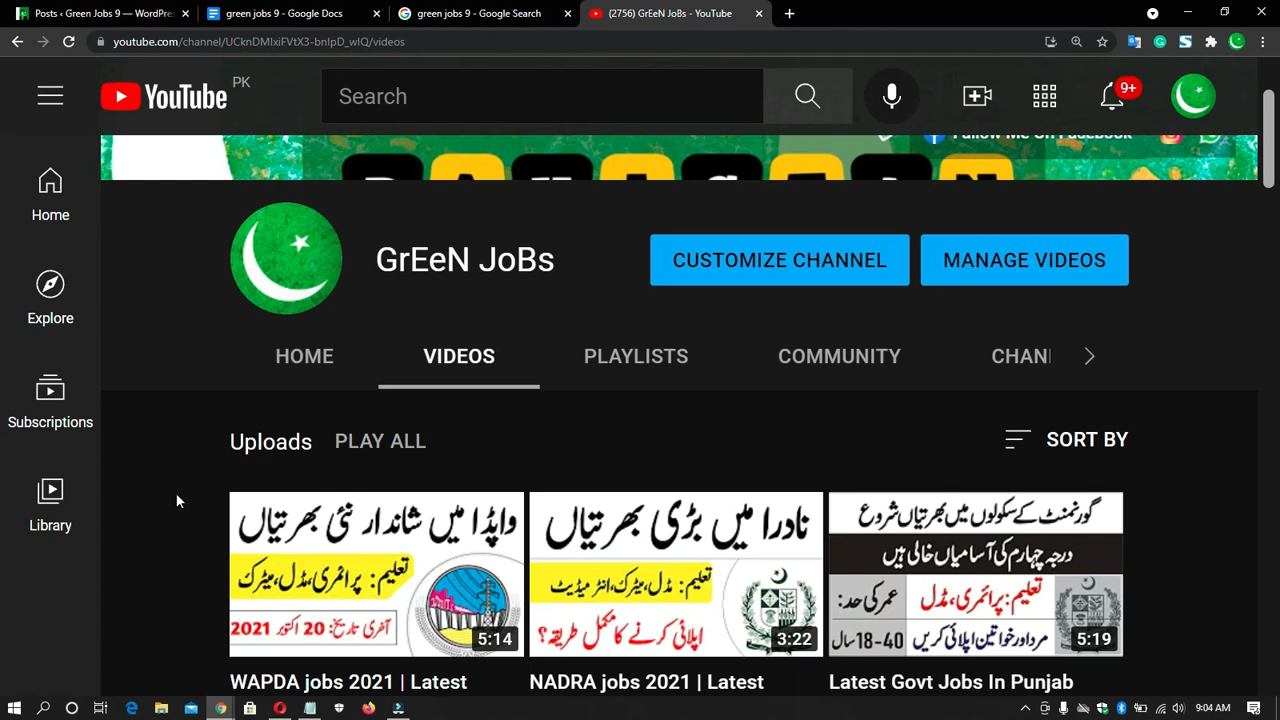 Posts ‹ Green Jobs 9 — WordPres
green jobs 9 - Google Docs
green jobs 9 - Google Search
(2756) GrEeN JoBs - YouTube
youtube.com/channel/UCknDMlxiFVtX3-bnIpD_wIQ/videos
YouTube PK
Search
9+
Follow Me On Facebook
Home
Explore
Subscriptions
Library
GrEeN JoBs
CUSTOMIZE CHANNEL
MANAGE VIDEOS
HOME VIDEOS PLAYLISTS COMMUNITY CHAN
Uploads PLAY ALL
SORT BY
واپڈا میں شاندار نئی بھرتیاں
تعلیم: پرائمری،مڈل،میٹرک
آخری تاریخ: 20 اکتوبر 2021
5:14
WAPDA jobs 2021 | Latest
نادرا میں بڑی بھرتیاں
تعلیم: مڈل،میٹرک،انٹرمیڈیٹ
اپلائی کرنے کا مکمل طریقہ؟
3:22
NADRA jobs 2021 | Latest
گورنمنٹ کے سکولوں میں بھرتیاں شروع
درجہ چہارم کی آسامیاں خالی ہیں
تعلیم: پرائمری،مڈل
عمر کی حد:
مرد اور خواتین اپلائی کریں
18-40 سال
5:19
Latest Govt Jobs In Punjab
9:04 AM